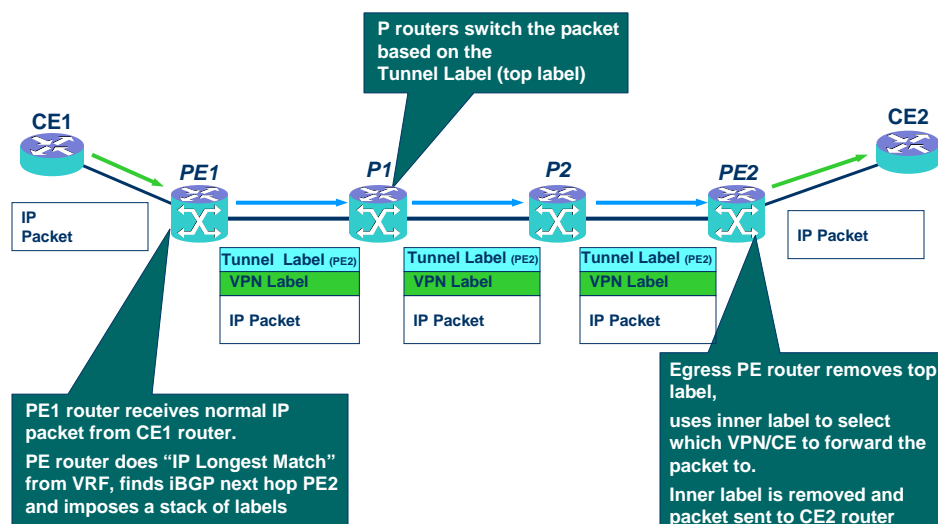 P routers switch the packet
based on the
Tunnel Label (top label)
CE1
CE2
PE1
P1
P2
PE2
IP
Packet
IP Packet
Tunnel Label (PE2)
VPN Label
IP Packet
Tunnel Label (PE2)
VPN Label
IP Packet
Tunnel Label (PE2)
VPN Label
IP Packet
PE1 router receives normal IP
packet from CE1 router.
PE router does “IP Longest Match”
from VRF, finds iBGP next hop PE2
and imposes a stack of labels
Egress PE router removes top
label,
uses inner label to select
which VPN/CE to forward the
packet to.
Inner label is removed and
packet sent to CE2 router